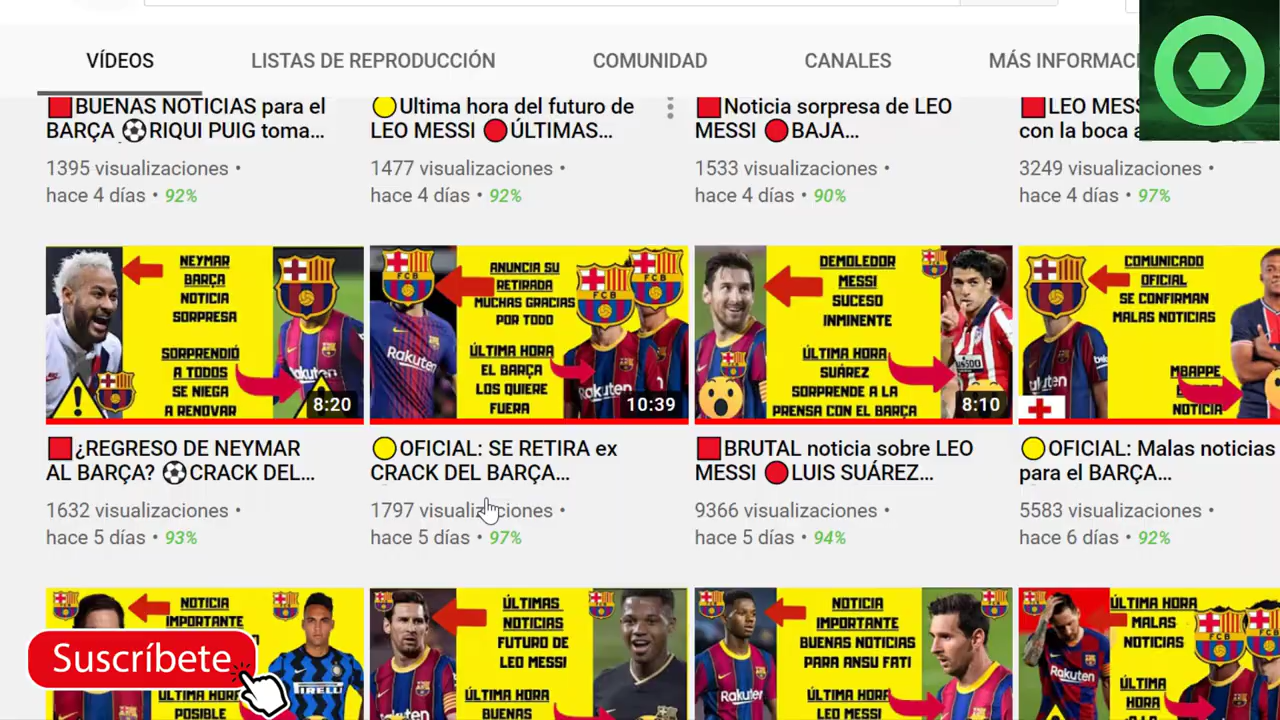 VÍDEOS
LISTAS DE REPRODUCCIÓN
COMUNIDAD
CANALES
MÁS INFORMACI
BUENAS NOTICIAS para el
BARÇA RIQUI PUIG toma...
1395 visualizaciones •
hace 4 días • 92%
Ultima hora del futuro de
LEO MESSI ÚLTIMAS...
1477 visualizaciones •
hace 4 días • 92%
Noticia sorpresa de LEO
MESSI BAJA...
1533 visualizaciones •
hace 4 días • 90%
LEO MESS
con la boca a
3249 visualizaciones •
hace 4 días • 97%
NEYMAR
BARÇA
NOTICIA
SORPRESA
SORPRENDIÓ
A TODOS
SE NIEGA
A RENOVAR
8:20
FCB
ANUNCIA SU
RETIRADA
MUCHAS GRACIAS
POR TODO
ÚLTIMA HORA
EL BARÇA
LOS QUIERE
FUERA
FCB
Rakuten
10:39
DEMOLEDOR
MESSI
SUCESO
INMINENTE
ÚLTIMA HORA
SUÁREZ
SORPRENDE A LA
PRENSA CON EL BARÇA
8:10
COMUNICADO
OFICIAL
SE CONFIRMAN
MALAS NOTICIAS
MBAPPE
NOTICIA
¿REGRESO DE NEYMAR
AL BARÇA? CRACK DEL...
1632 visualizaciones •
hace 5 días • 93%
OFICIAL: SE RETIRA ex
CRACK DEL BARÇA...
1797 visualizaciones •
hace 5 días • 97%
BRUTAL noticia sobre LEO
MESSI LUIS SUÁREZ...
9366 visualizaciones •
hace 5 días • 94%
OFICIAL: Malas noticias
para el BARÇA...
5583 visualizaciones •
hace 6 días • 92%
NOTICIA
IMPORTANTE
ÚLTIMA HORA
POSIBLE
PIRELLI
ÚLTIMAS
NOTICIAS
FUTURO DE
LEO MESSI
ÚLTIMA HORA
BUENAS
NOTICIA
IMPORTANTE
BUENAS NOTICIAS
PARA ANSU FATI
ÚLTIMA HORA
LEO MESSI
Rakuten
ÚLTIMA HORA
MALAS
NOTICIAS
ÚLTIMA
HORA
FCB
Suscríbete